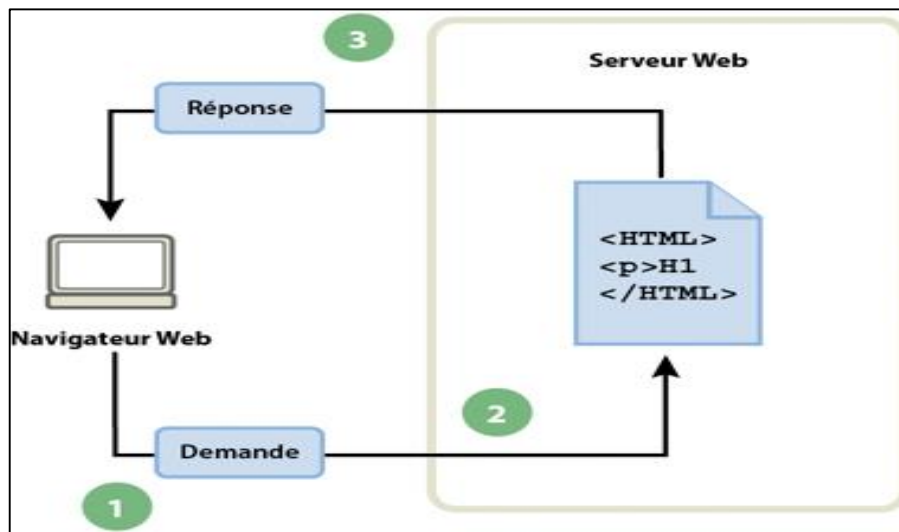 3
Serveur Web
Réponse
<HTML>
<p>H1
</HTML>
Navigateur Web
2
Demande
1